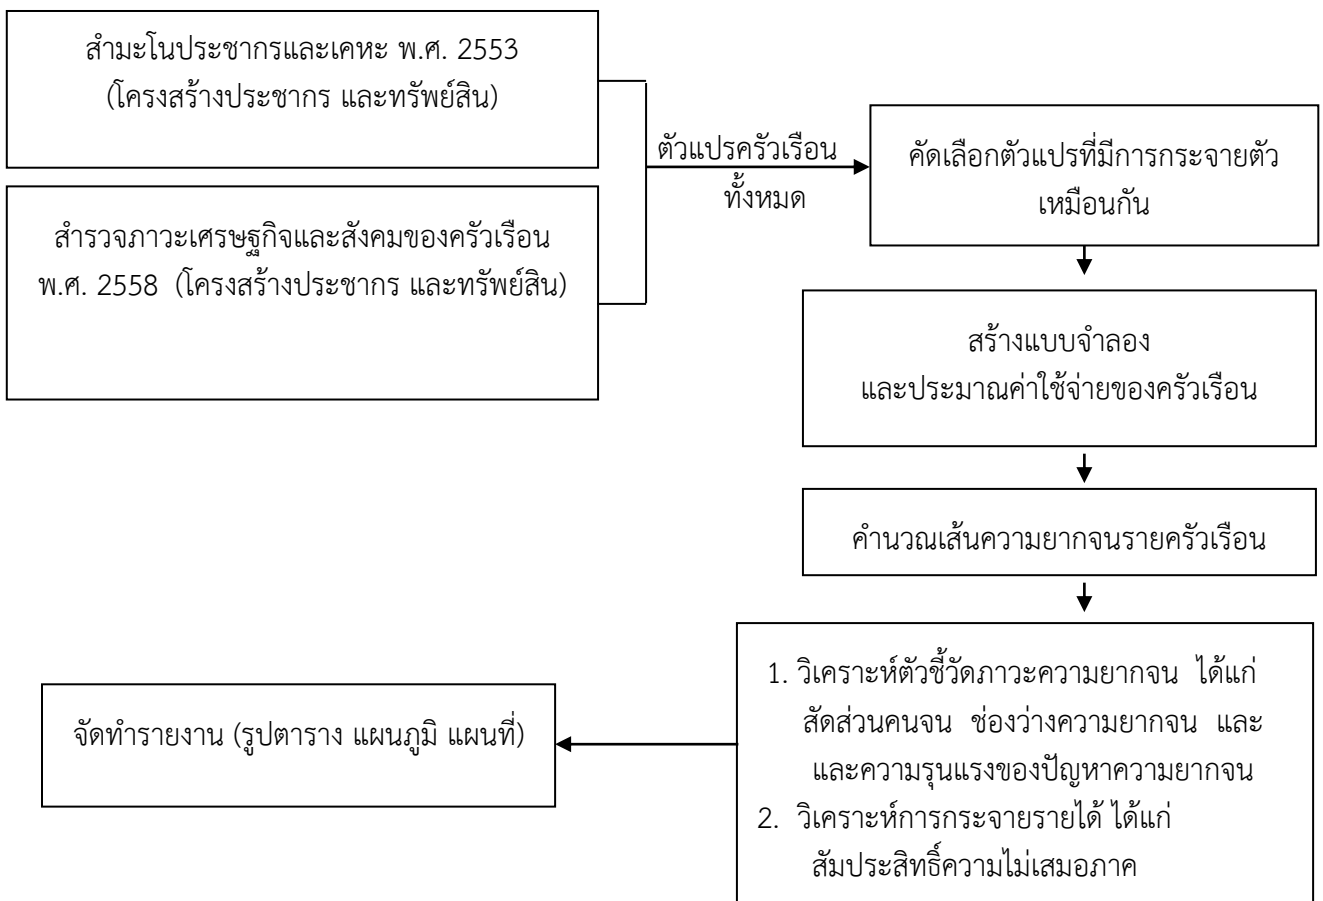 สำมะโนประชากรและเคหะ พ.ศ. 2553
(โครงสร้างประชากร และทรัพย์สิน)
สำรวจภาวะเศรษฐกิจและสังคมของครัวเรือน
พ.ศ. 2558 (โครงสร้างประชากร และทรัพย์สิน)
ตัวแปรครัวเรือน
ทั้งหมด
คัดเลือกตัวแปรที่มีการกระจายตัว
เหมือนกัน
สร้างแบบจำลอง
และประมาณค่าใช้จ่ายของครัวเรือน
คำนวณเส้นความยากจนรายครัวเรือน
1. วิเคราะห์ตัวชี้วัดภาวะความยากจน ได้แก่
สัดส่วนคนจน ช่องว่างความยากจน และ
และความรุนแรงของปัญหาความยากจน
2. วิเคราะห์การกระจายรายได้ ได้แก่
สัมประสิทธิ์ความไม่เสมอภาค
จัดทำรายงาน (รูปตาราง แผนภูมิ แผนที่)